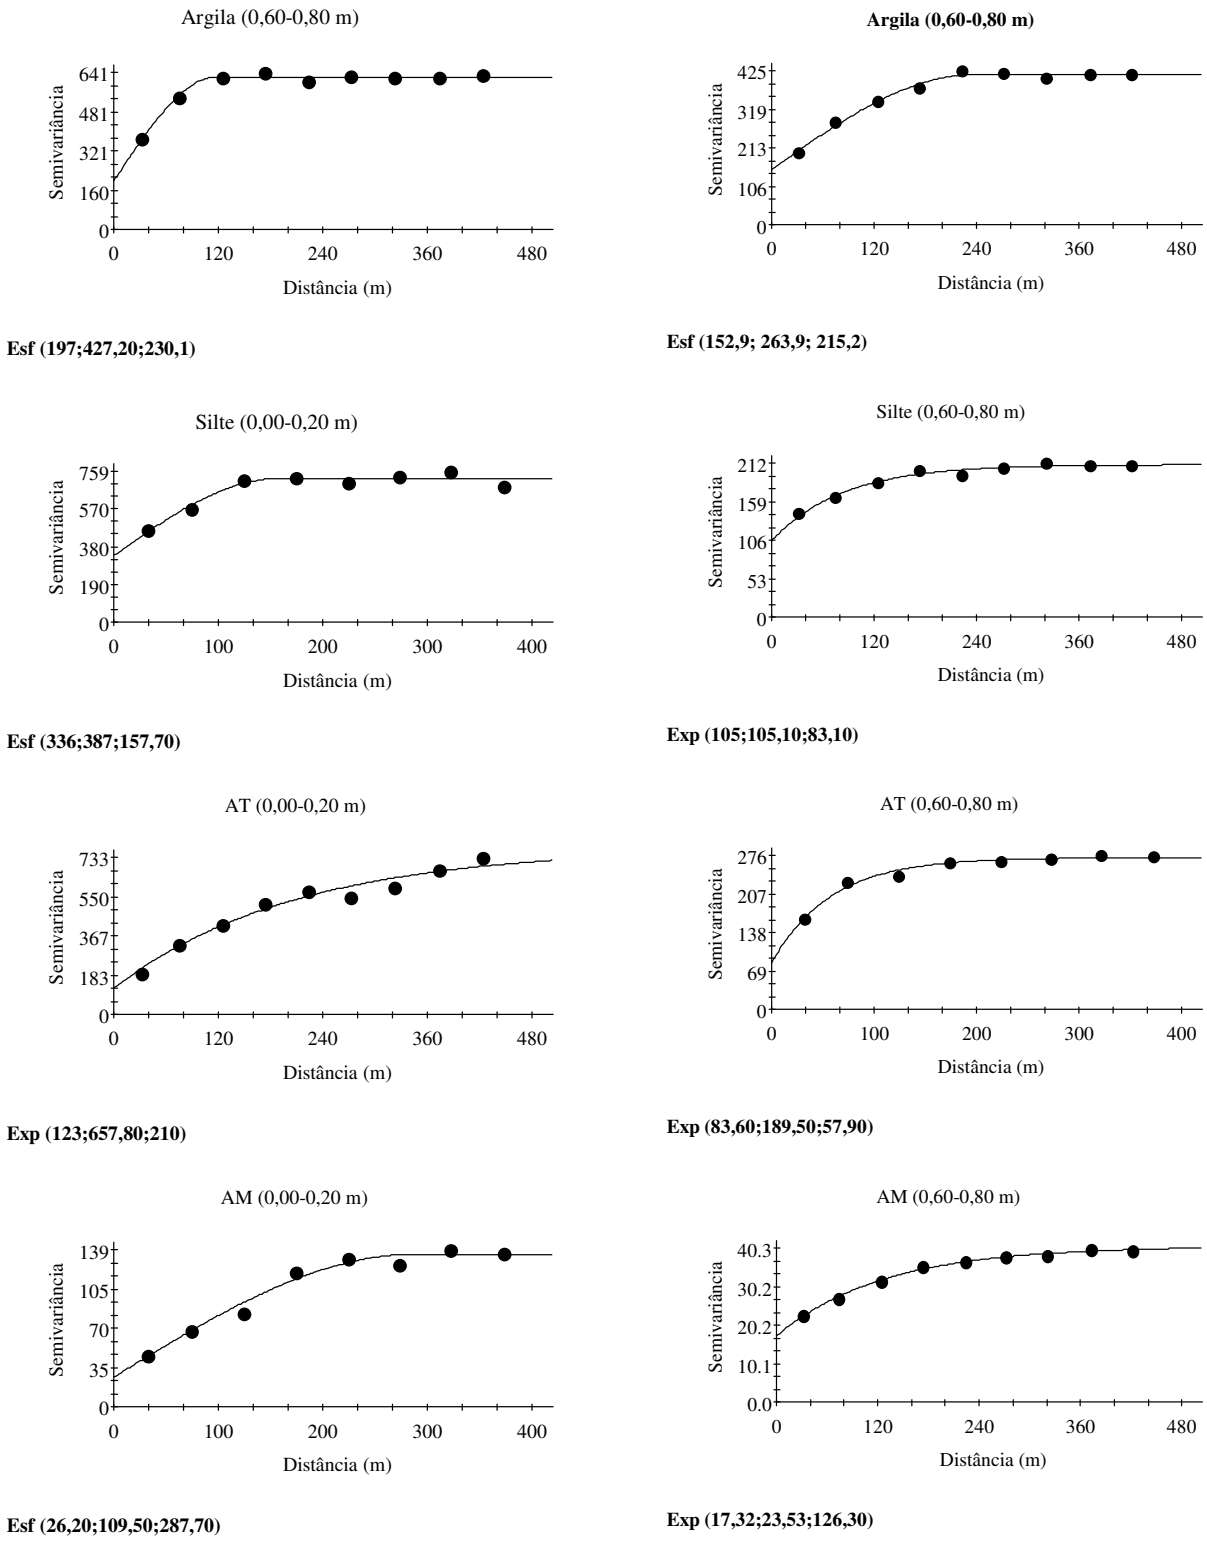 Argila (0,60-0,80 m)
Semivariância
641
481
321
160
0
0 120 240 360 480
Distância (m)
Esf (197;427,20;230,1)
Argila (0,60-0,80 m)
Semivariância
425
319
213
106
0
0 120 240 360 480
Distância (m)
Esf (152,9; 263,9; 215,2)
Silte (0,00-0,20 m)
Semivariância
759
570
380
190
0
0 100 200 300 400
Distância (m)
Esf (336;387;157,70)
Silte (0,60-0,80 m)
Semivariância
212
159
106
53
0
0 120 240 360 480
Distância (m)
Exp (105;105,10;83,10)
AT (0,00-0,20 m)
Semivariância
733
550
367
183
0
0 120 240 360 480
Distância (m)
Exp (123;657,80;210)
AT (0,60-0,80 m)
Semivariância
276
207
138
69
0
0 100 200 300 400
Distância (m)
Exp (83,60;189,50;57,90)
AM (0,00-0,20 m)
Semivariância
139
105
70
35
0
0 100 200 300 400
Distância (m)
Esf (26,20;109,50;287,70)
AM (0,60-0,80 m)
Semivariância
40.3
30.2
20.2
10.1
0.0
0 120 240 360 480
Distância (m)
Exp (17,32;23,53;126,30)